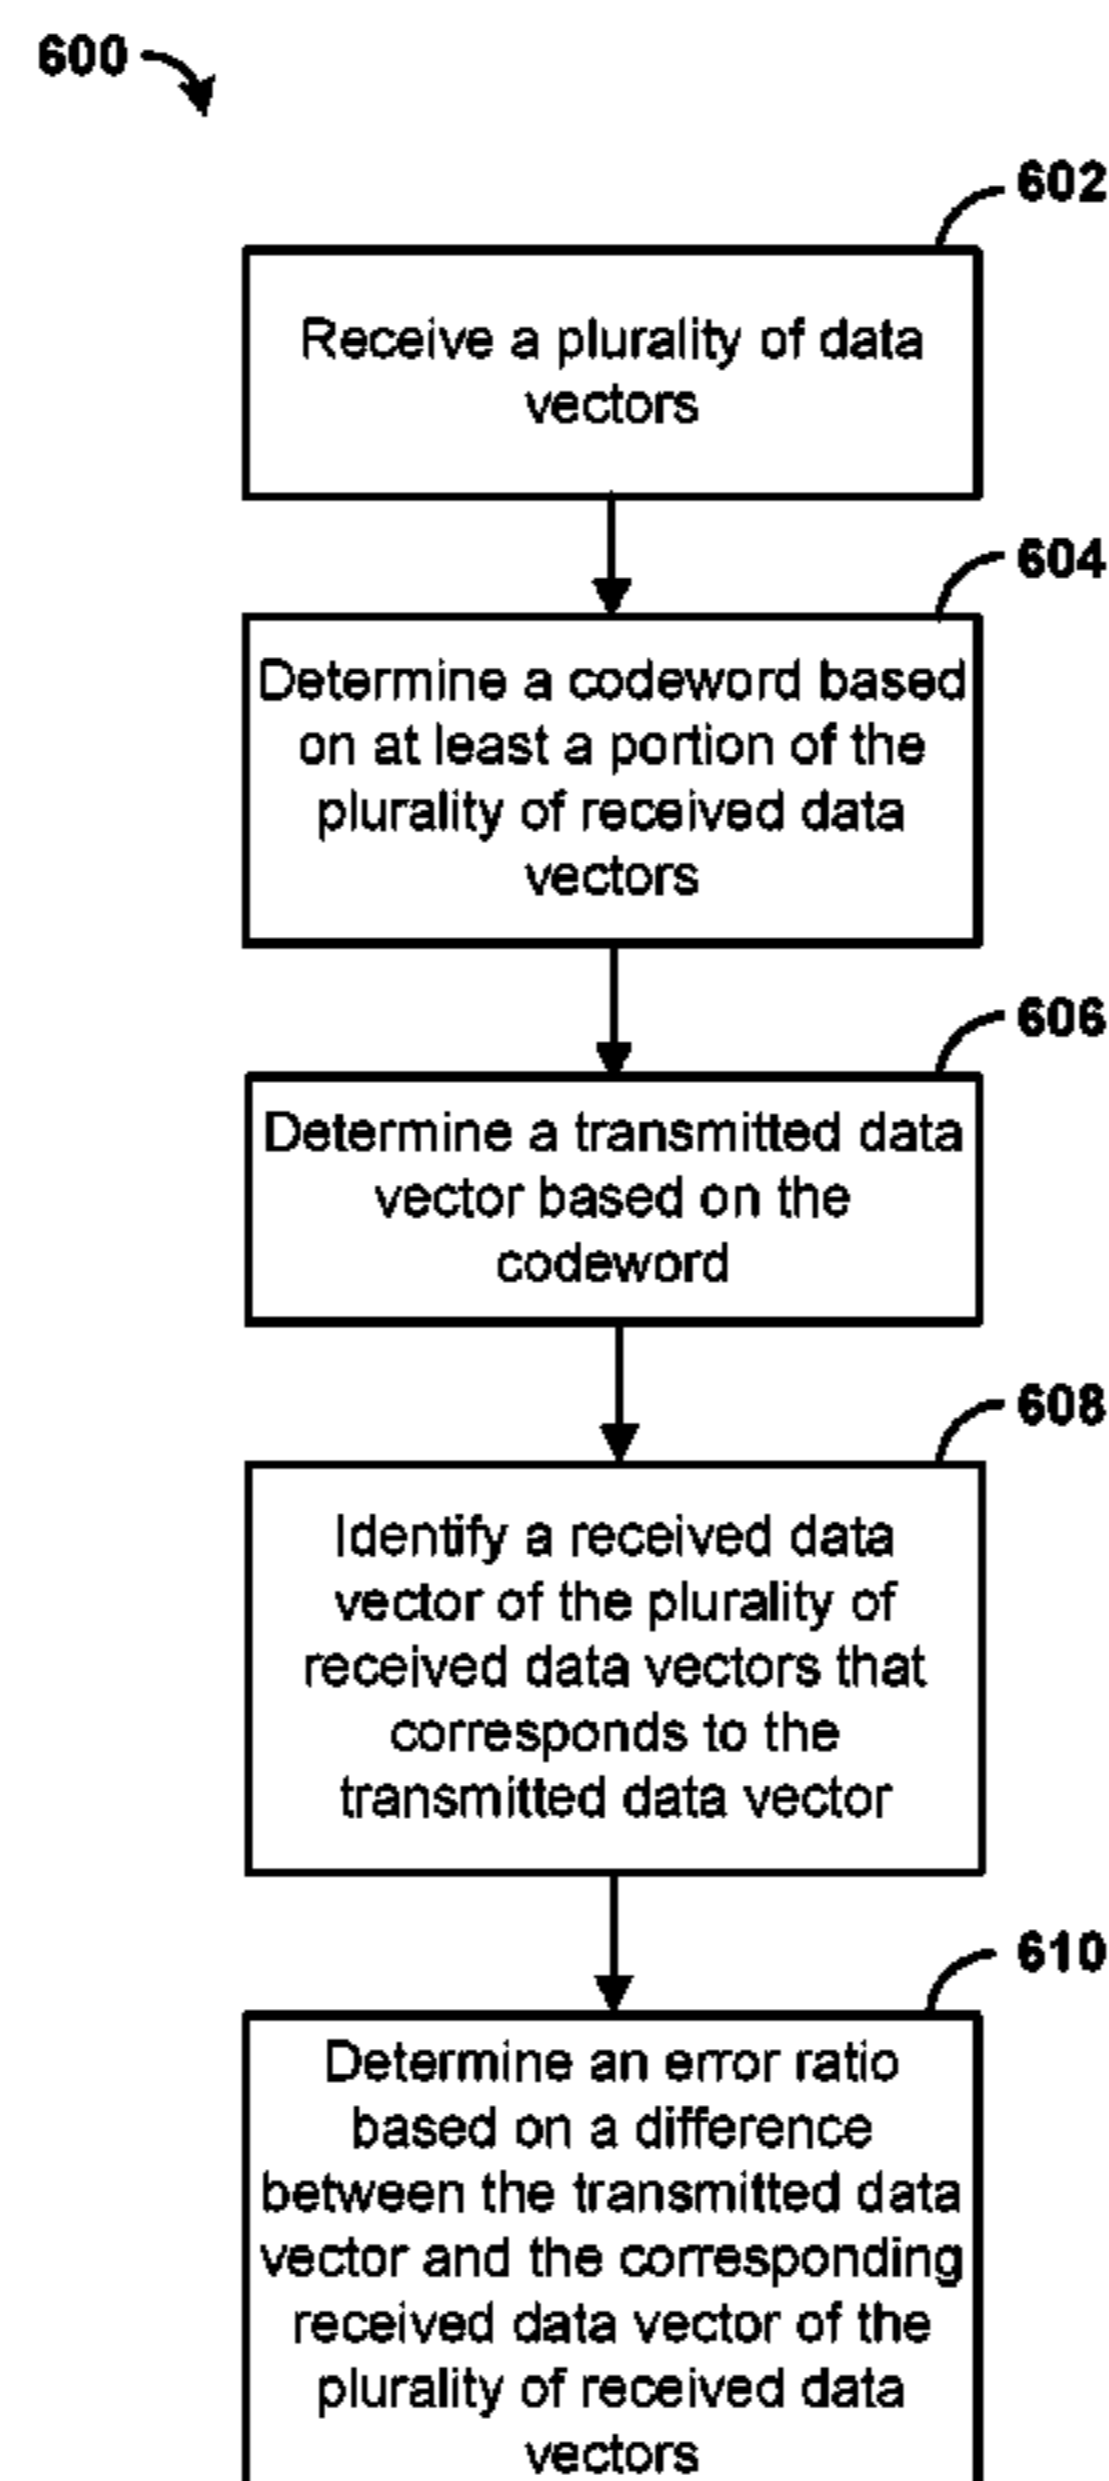 600
602
Receive a plurality of data
vectors
604
Determine a codeword based
on at least a portion of the
plurality of received data
vectors
606
Determine a transmitted data
vector based on the
codeword
608
Identify a received data
vector of the plurality of
received data vectors that
corresponds to the
transmitted data vector
610
Determine an error ratio
based on a difference
between the transmitted data
vector and the corresponding
received data vector of the
plurality of received data
vectors